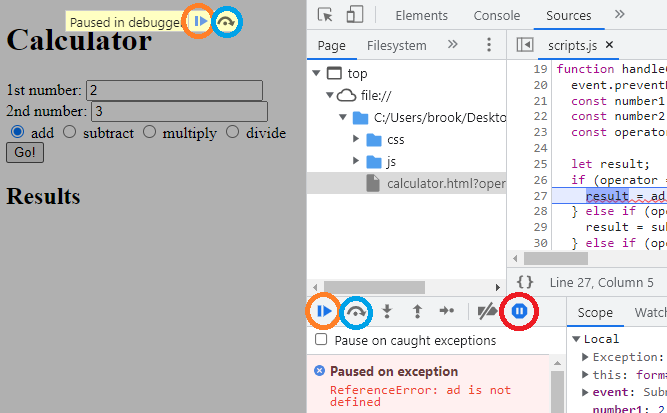 Paused in debugger
Calculator
1st number: 2
2nd number: 3
add subtract multiply divide
Go!
Results
Elements Console Sources
Page Filesystem »
scripts.js ×
top
file://
C:/Users/brook/Deskto
css
js
calculator.html?oper
19 function handle
20 event.prevent
21 const number1
22 const number2
23 const operato
24
25 let result;
26 if (operator =
27 result = ad
28 } else if (op
29 result = sub
30 } else if (op
{} Line 27, Column 5
Pause on caught exceptions
Paused on exception
ReferenceError: ad is not
defined
Scope Watch
Local
Exception:
this: form
event: Subm
number1: 2